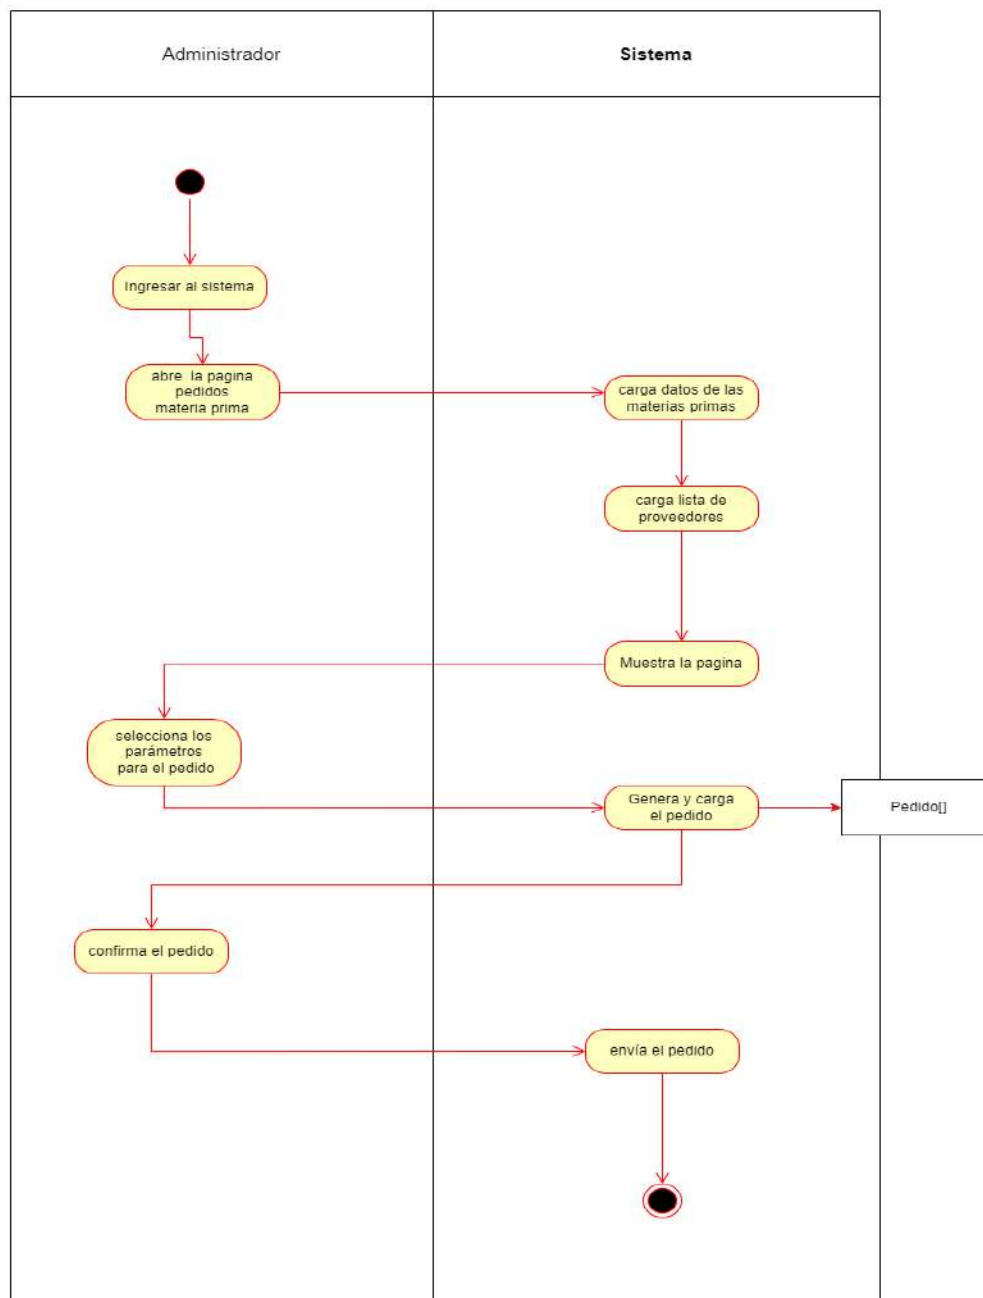 Administrador
Sistema
Ingresar al sistema
abre la pagina
pedidos
materia prima
carga datos de las
materias primas
carga lista de
proveedores
Muestra la pagina
selecciona los
parámetros
para el pedido
Genera y carga
el pedido
Pedido[]
confirma el pedido
envía el pedido